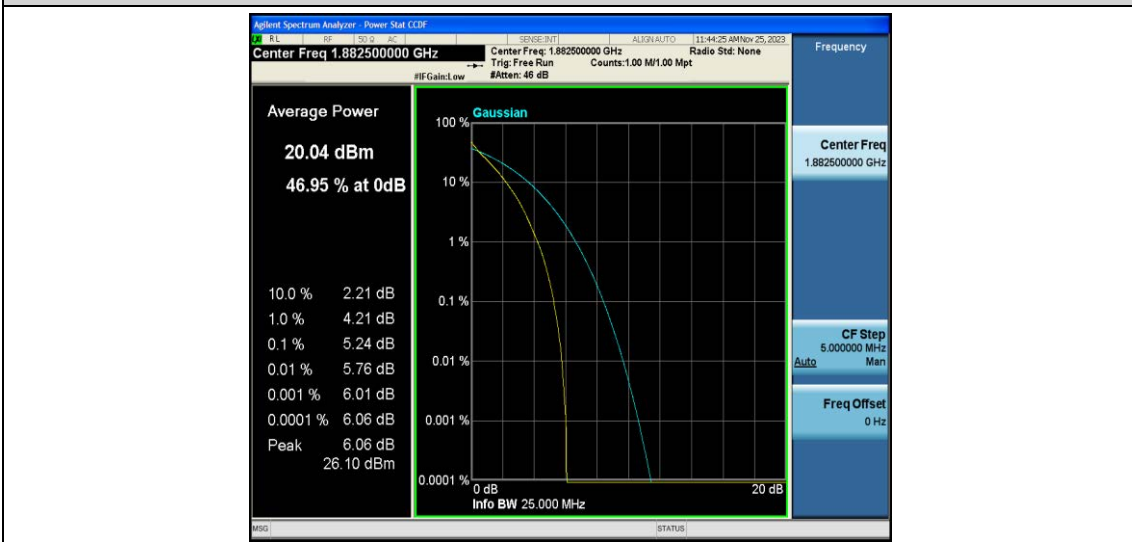 Agilent Spectrum Analyzer - Power Stat CCDF
RL RF 50 Ω AC SENSE:INT ALIGN AUTO 11:44:25 AM Nov 25, 2023
Center Freq 1.882500000 GHz
Center Freq: 1.882500000 GHz Radio Std: None
Trig: Free Run Counts:1.00 M/1.00 Mpt
#IFGain:Low #Atten: 46 dB
Frequency
Average Power
20.04 dBm
46.95 % at 0dB
10.0 % 2.21 dB
1.0 % 4.21 dB
0.1 % 5.24 dB
0.01 % 5.76 dB
0.001 % 6.01 dB
0.0001 % 6.06 dB
Peak 6.06 dB
26.10 dBm
Gaussian
100 %
10 %
1 %
0.1 %
0.01 %
0.001 %
0.0001 %
0 dB 20 dB
Info BW 25.000 MHz
Center Freq
1.882500000 GHz
CF Step
5.000000 MHz
Auto Man
Freq Offset
0 Hz
MSG STATUS